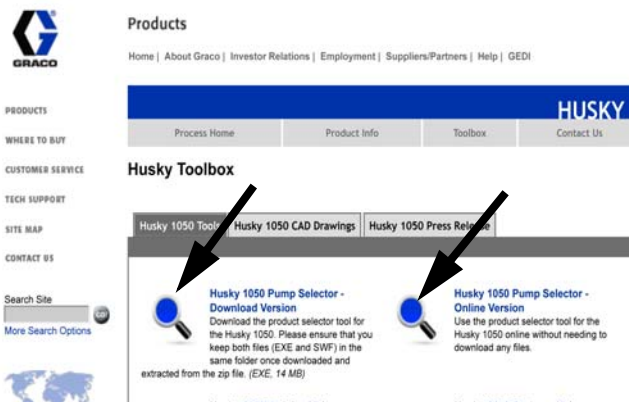 GRACO
Products
Home | About Graco | Investor Relations | Employment | Suppliers/Partners | Help | GEDI
PRODUCTS
WHERE TO BUY
CUSTOMER SERVICE
TECH SUPPORT
SITE MAP
CONTACT US
Search Site
GO!
More Search Options
HUSKY
Process Home
Product Info
Toolbox
Contact Us
Husky Toolbox
Husky 1050 Tools
Husky 1050 CAD Drawings
Husky 1050 Press Release
Husky 1050 Pump Selector -
Download Version
Download the product selector tool for
the Husky 1050. Please ensure that you
keep both files (EXE and SWF) in the
same folder once downloaded and
extracted from the zip file. (EXE, 14 MB)
Husky 1050 Pump Selector -
Online Version
Use the product selector tool for the
Husky 1050 online without needing to
download any files.